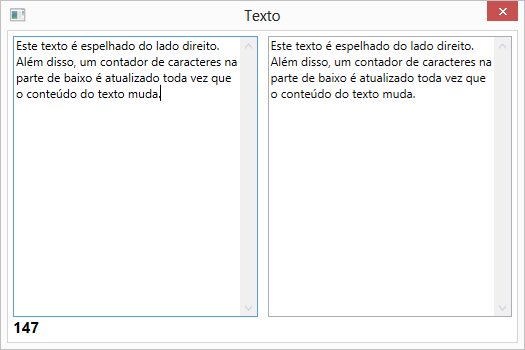 Texto
Este texto é espelhado do lado direito.
Além disso, um contador de caracteres na
parte de baixo é atualizado toda vez que
o conteúdo do texto muda.
Este texto é espelhado do lado direito.
Além disso, um contador de caracteres na
parte de baixo é atualizado toda vez que
o conteúdo do texto muda.
147